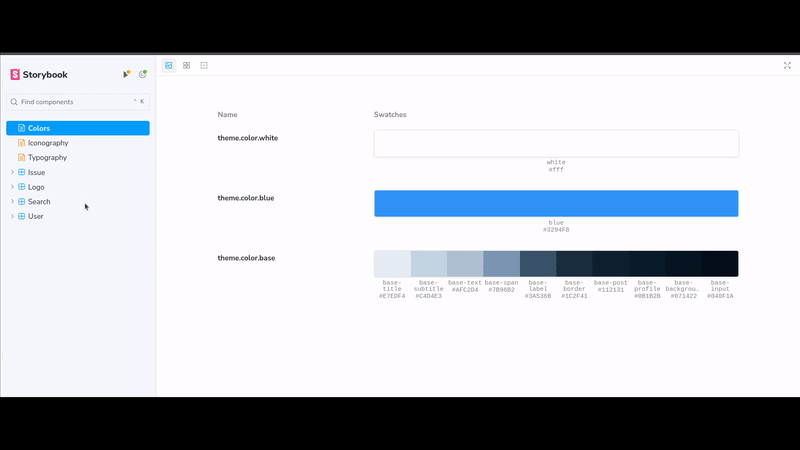 Storybook
Find components
⌃ K
Colors
Iconography
Typography
Issue
Logo
Search
User
Name Swatches
theme.color.white
white
#fff
theme.color.blue
blue
#3294F8
theme.color.base
base-title base-subtitle base-text base-span base-label base-border base-post base-profile base-backgrou… base-input
#E7EDF4 #C4D4E3 #AFC2D4 #7B96B2 #3A536B #1C2F41 #112131 #0B1B2B #071422 #040F1A